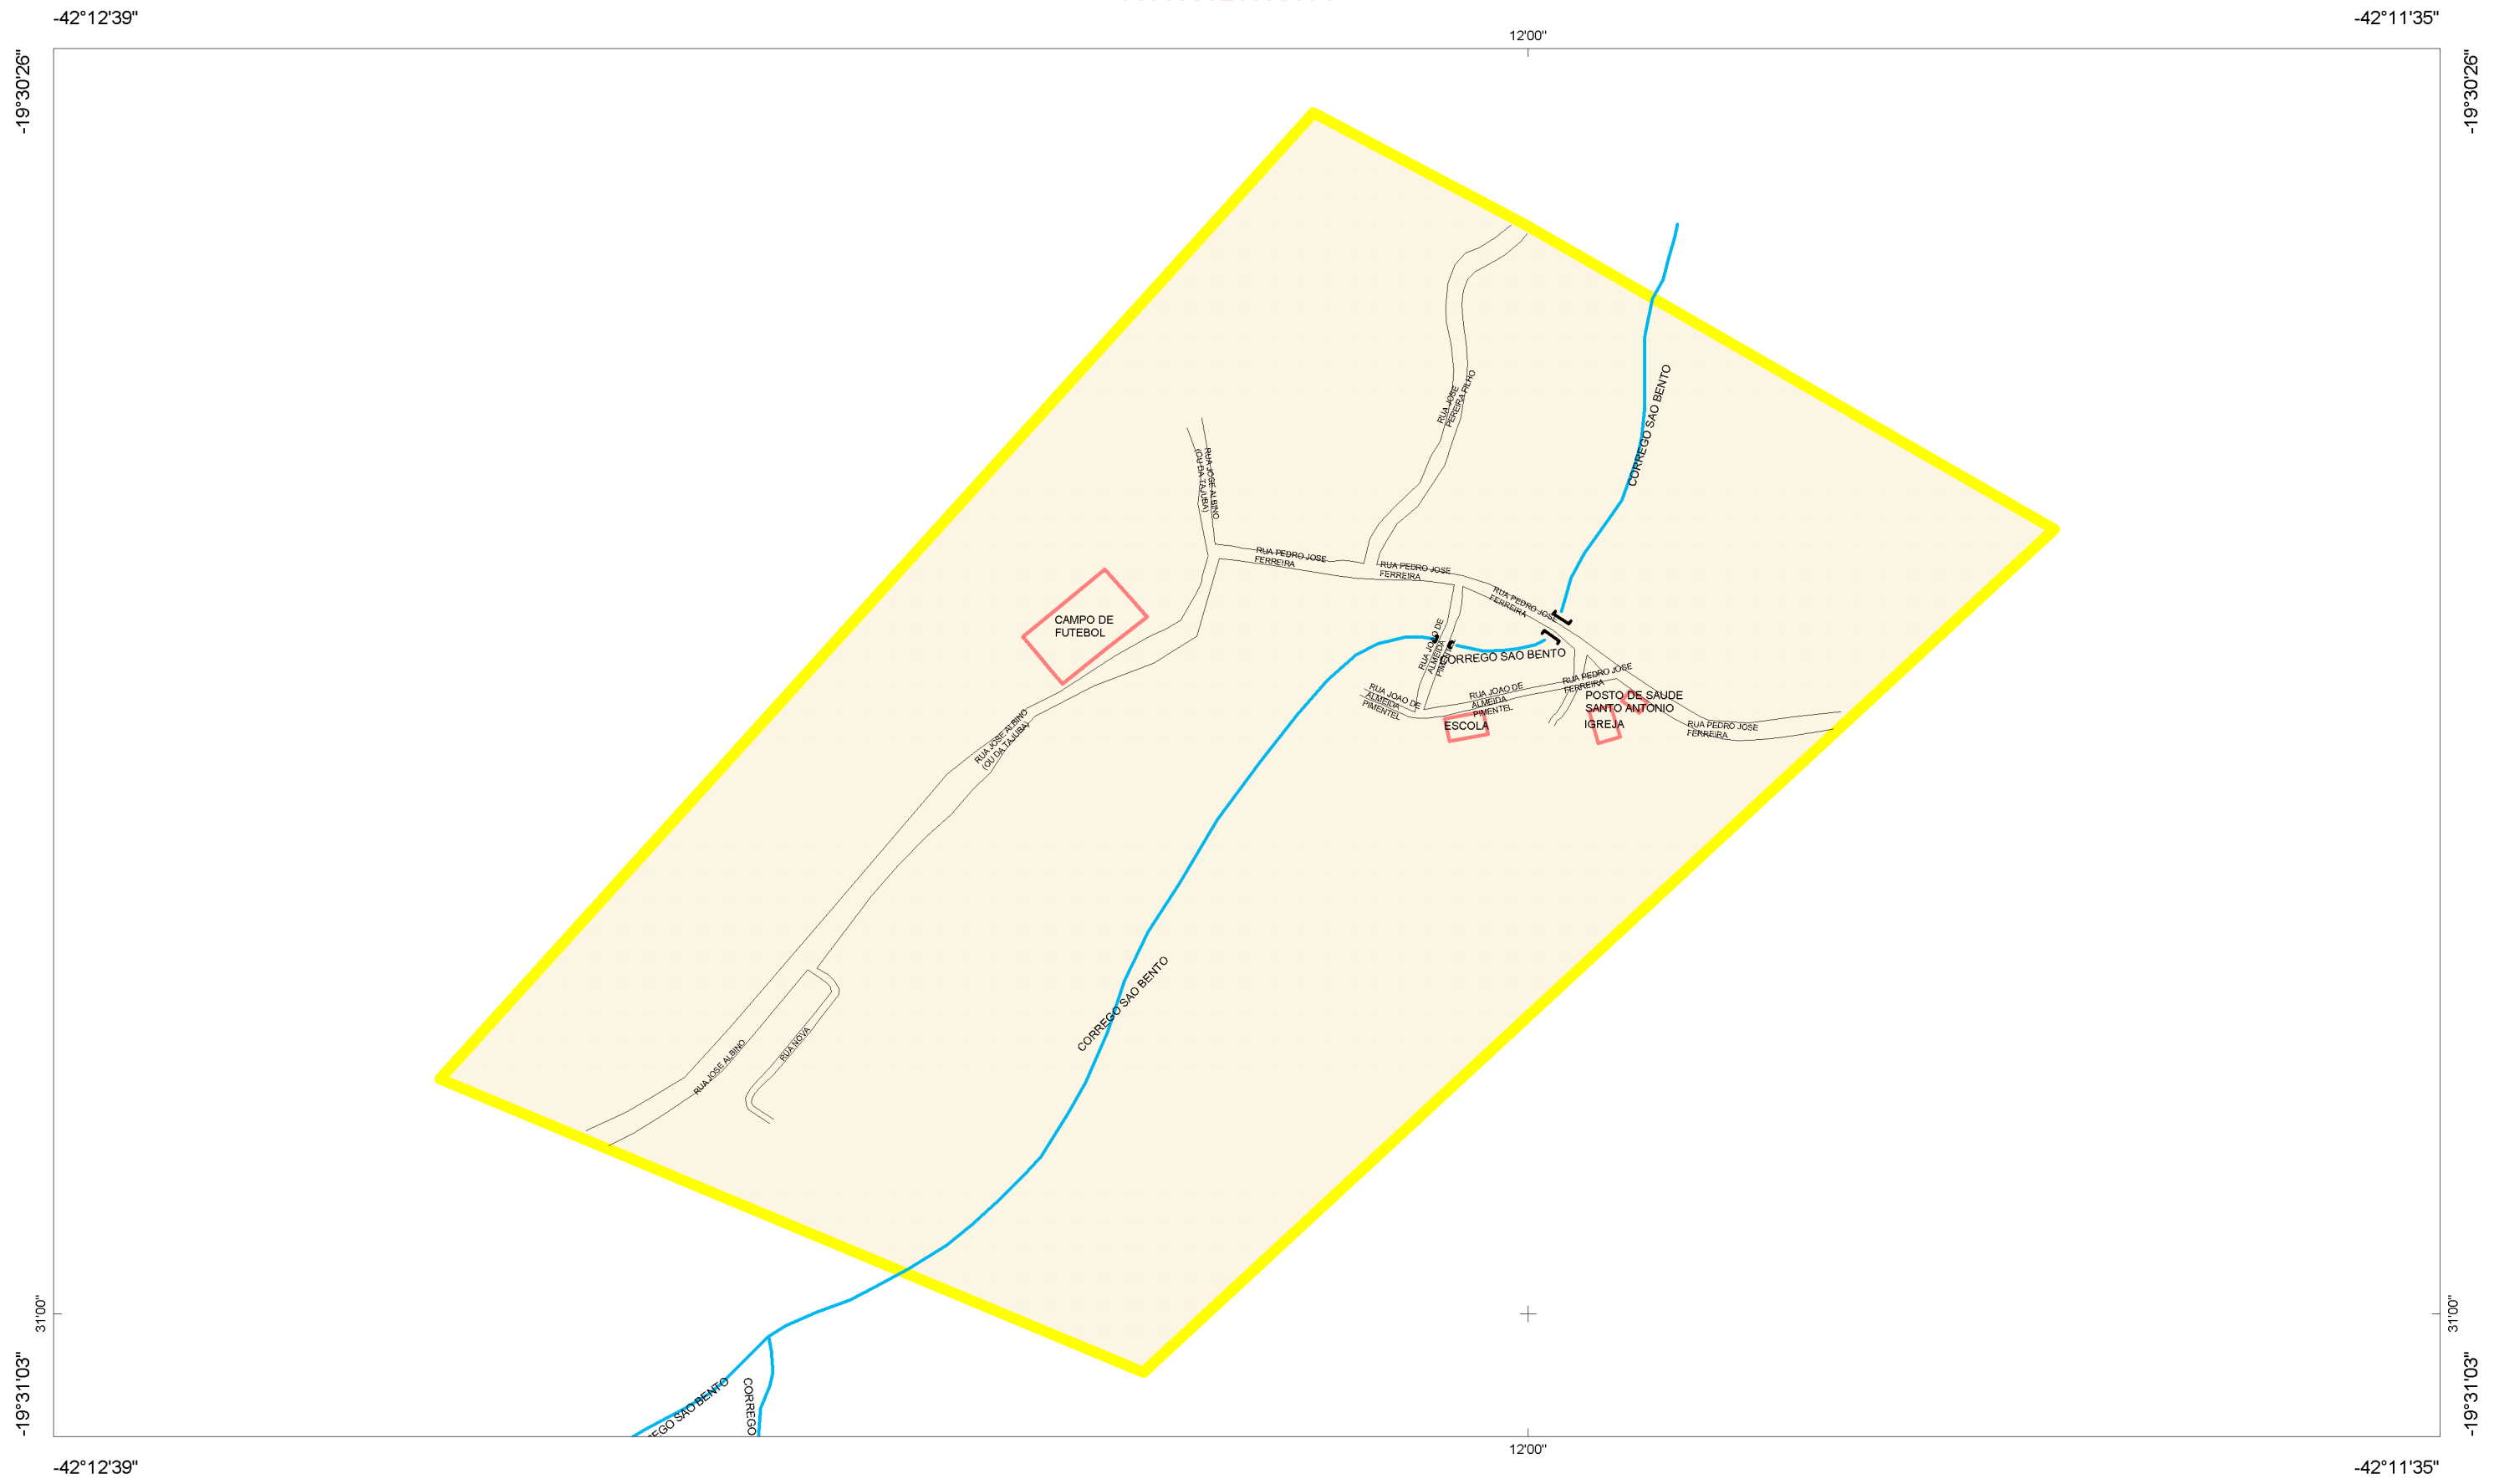 -42°12'39"
-42°11'35"
12'00"
-19°30'26"
-19°30'26"
RUA JOSE
PEREIRA FILHO
CORREGO SAO BENTO
RUA JOSE ALBINO
(OU DA TAJUBA)
RUA PEDRO JOSE
FERREIRA
RUA PEDRO JOSE
FERREIRA
RUA PEDRO JOSE
FERREIRA
CAMPO DE
FUTEBOL
RUA JOAO DE
ALMEIDA
PIMENTEL
CORREGO SAO BENTO
RUA PEDRO JOSE
FERREIRA
RUA JOAO DE
ALMEIDA
PIMENTEL
RUA JOAO DE
ALMEIDA
PIMENTEL
POSTO DE SAUDE
SANTO ANTONIO
ESCOLA
IGREJA
RUA PEDRO JOSE
FERREIRA
RUA JOSE ALBINO
(OU DA TAJUBA)
CORREGO SAO BENTO
RUA JOSE ALBINO
RUA NOVA
31'00"
31'00"
EGO SAO BENTO
CORREGO
-19°31'03"
-19°31'03"
12'00"
-42°12'39"
-42°11'35"